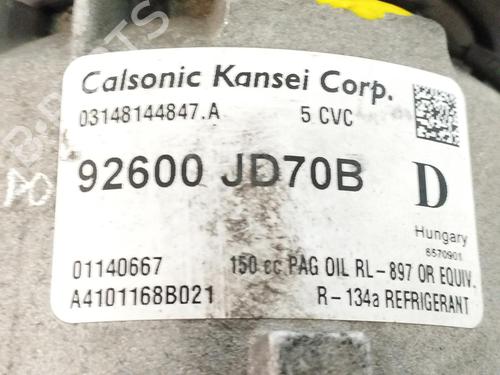 Calsonic Kansei Corp.
03148144847.A 5 CVC
92600 JD70B D
Hungary
6570901
01140667 150 cc PAG OIL RL-897 OR EQUIV.
A4101168B021 R-134a REFRIGERANT